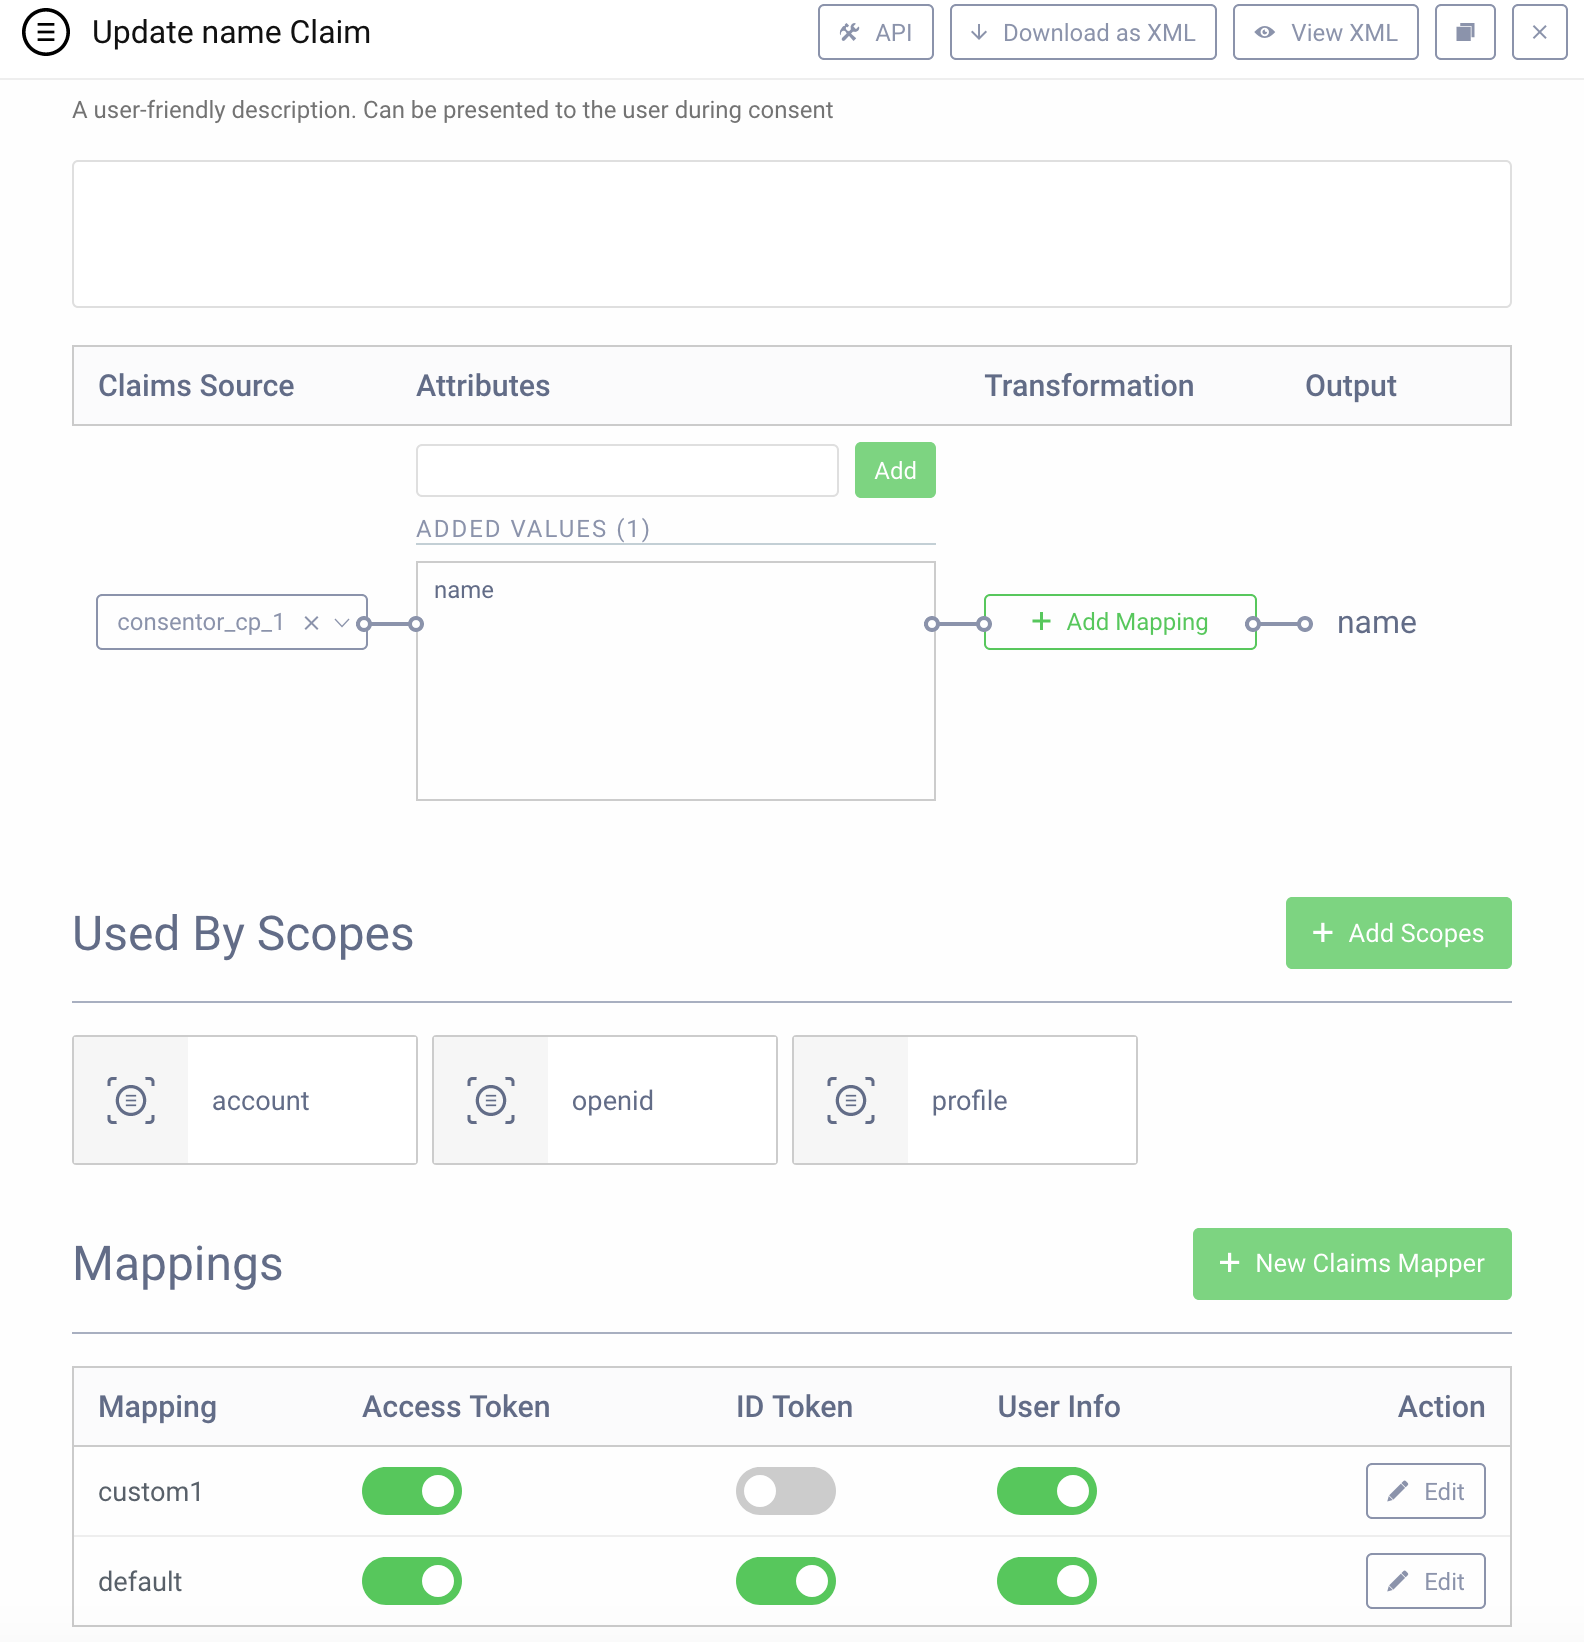 Update name Claim
API
Download as XML
View XML
A user-friendly description. Can be presented to the user during consent
Claims Source Attributes Transformation Output
Add
ADDED VALUES (1)
name
consentor_cp_1
Add Mapping
name
Used By Scopes
Add Scopes
account
openid
profile
Mappings
New Claims Mapper
Mapping Access Token ID Token User Info Action
custom1 Edit
default Edit